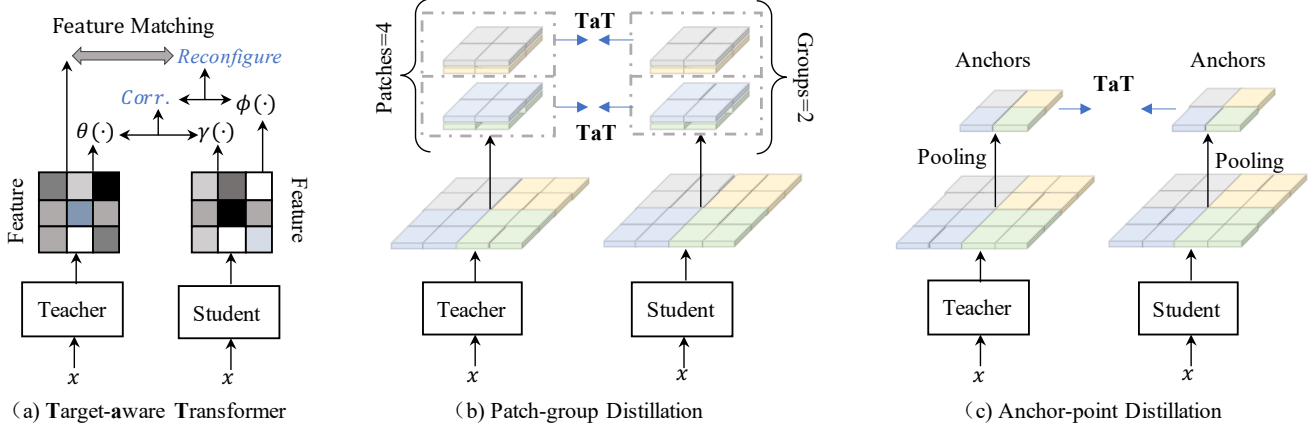 Feature Matching
Reconfigure
Corr.
ϕ(·)
θ(·)
γ(·)
Feature
Feature
Teacher
Student
x
x
(a) Target-aware Transformer
Patches=4
TaT
TaT
Groups=2
Teacher
Student
x
x
(b) Patch-group Distillation
Anchors
Anchors
TaT
Pooling
Pooling
Teacher
Student
x
x
(c) Anchor-point Distillation